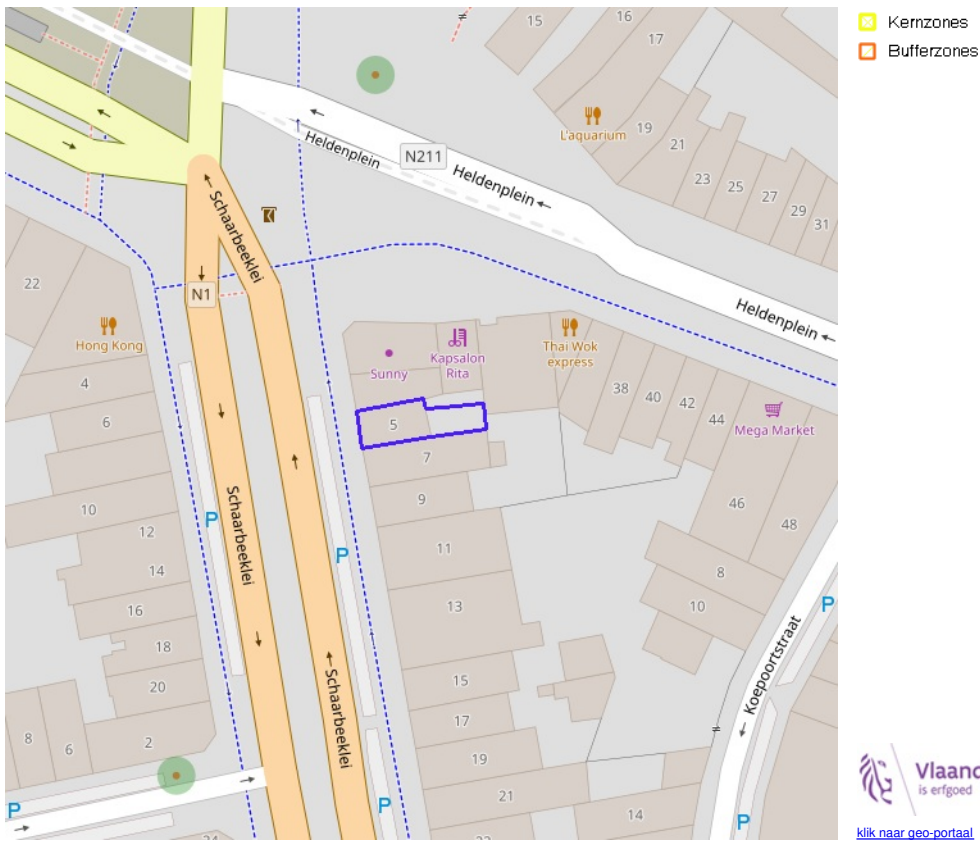 Kernzones
Bufferzones
15
16
17
L'aquarium
19
21
23
25
27
29
31
Heldenplein
N211
Heldenplein
Heldenplein
Schaarbeeklei
N1
22
Hong Kong
4
6
10
12
14
16
18
20
8
6
2
Sunny
Kapsalon
Rita
Thai Wok
express
38
40
42
44
Mega Market
46
48
5
7
9
11
13
15
17
19
21
14
8
10
Schaarbeeklei
Schaarbeeklei
Koepoortstraat
P
P
P
P
P
P
Vlaand
is erfgoed
klik naar geo-portaal